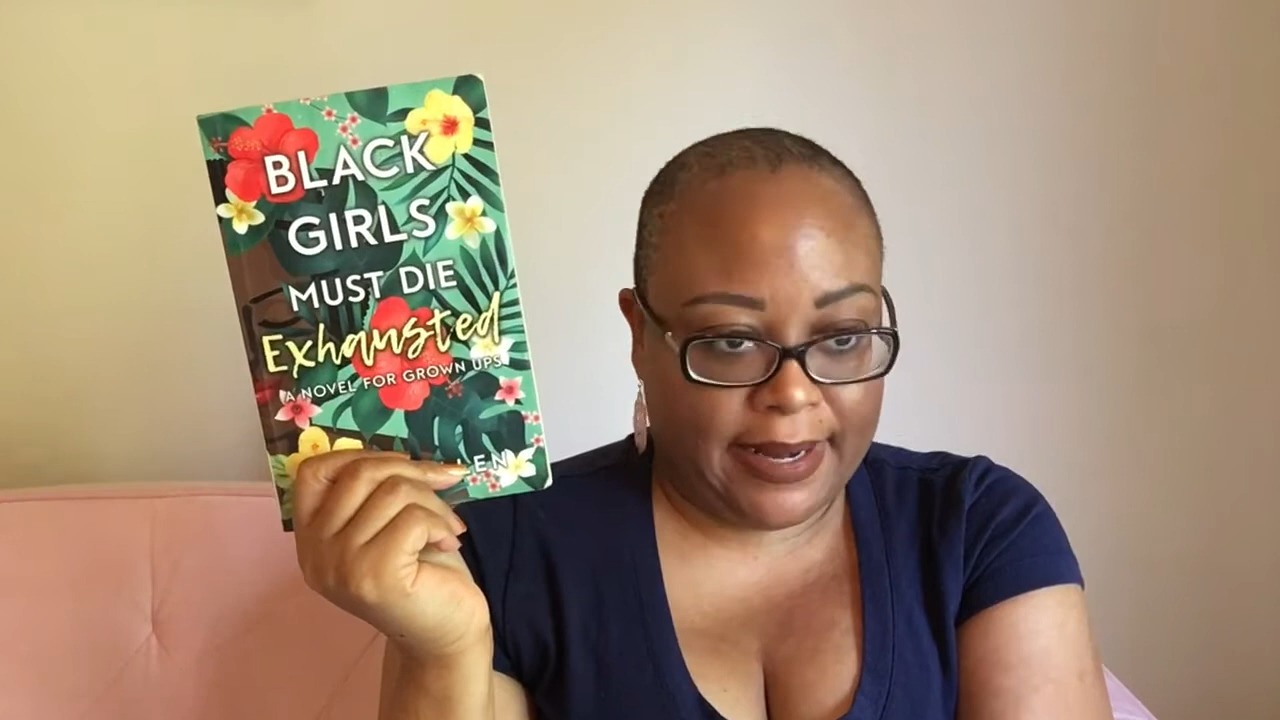 BLACK
GIRLS
MUST DIE
Exhausted
A NOVEL FOR GROWN UPS